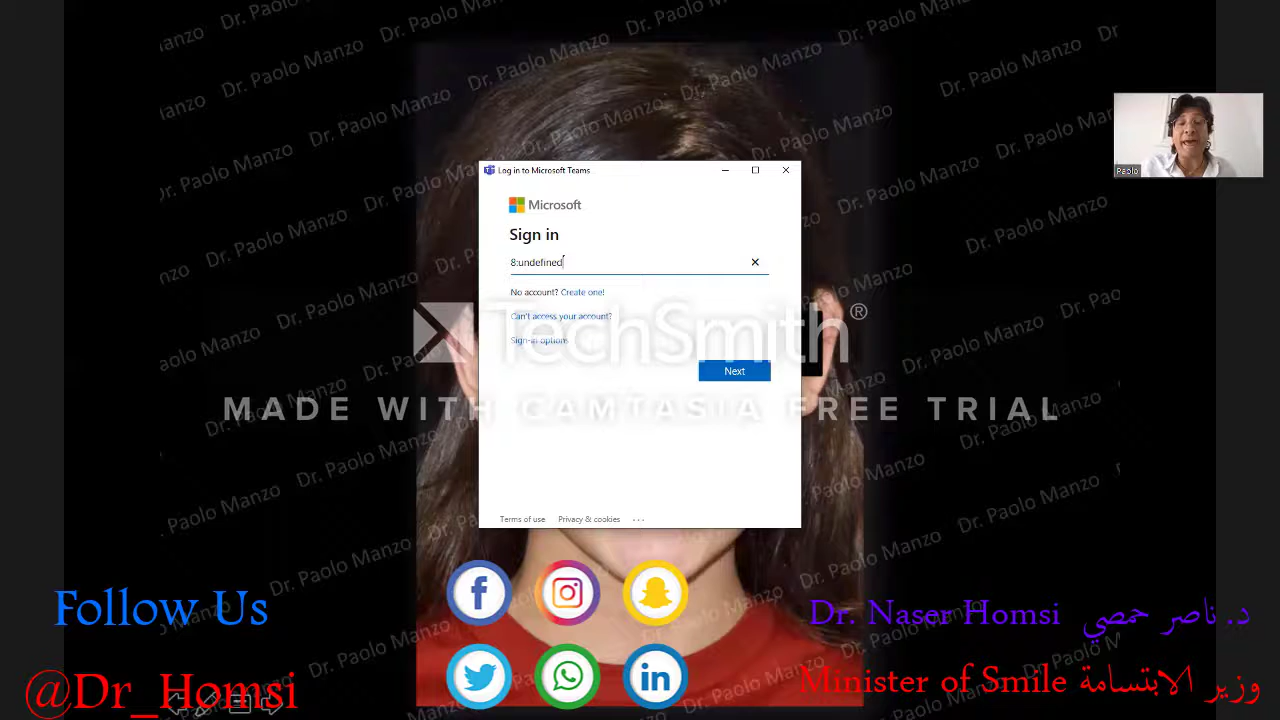 Dr. Paolo Manzo
Log in to Microsoft Teams
Microsoft
Sign in
8:undefined
No account? Create one!
Can't access your account?
Sign-in options
Next
Terms of use
Privacy & cookies
Paolo
TechSmith®
MADE WITH CAMTASIA FREE TRIAL
Follow Us
@Dr_Homsi
Dr. Naser Homsi د. ناصر حمصي
Minister of Smile وزير الابتسامة